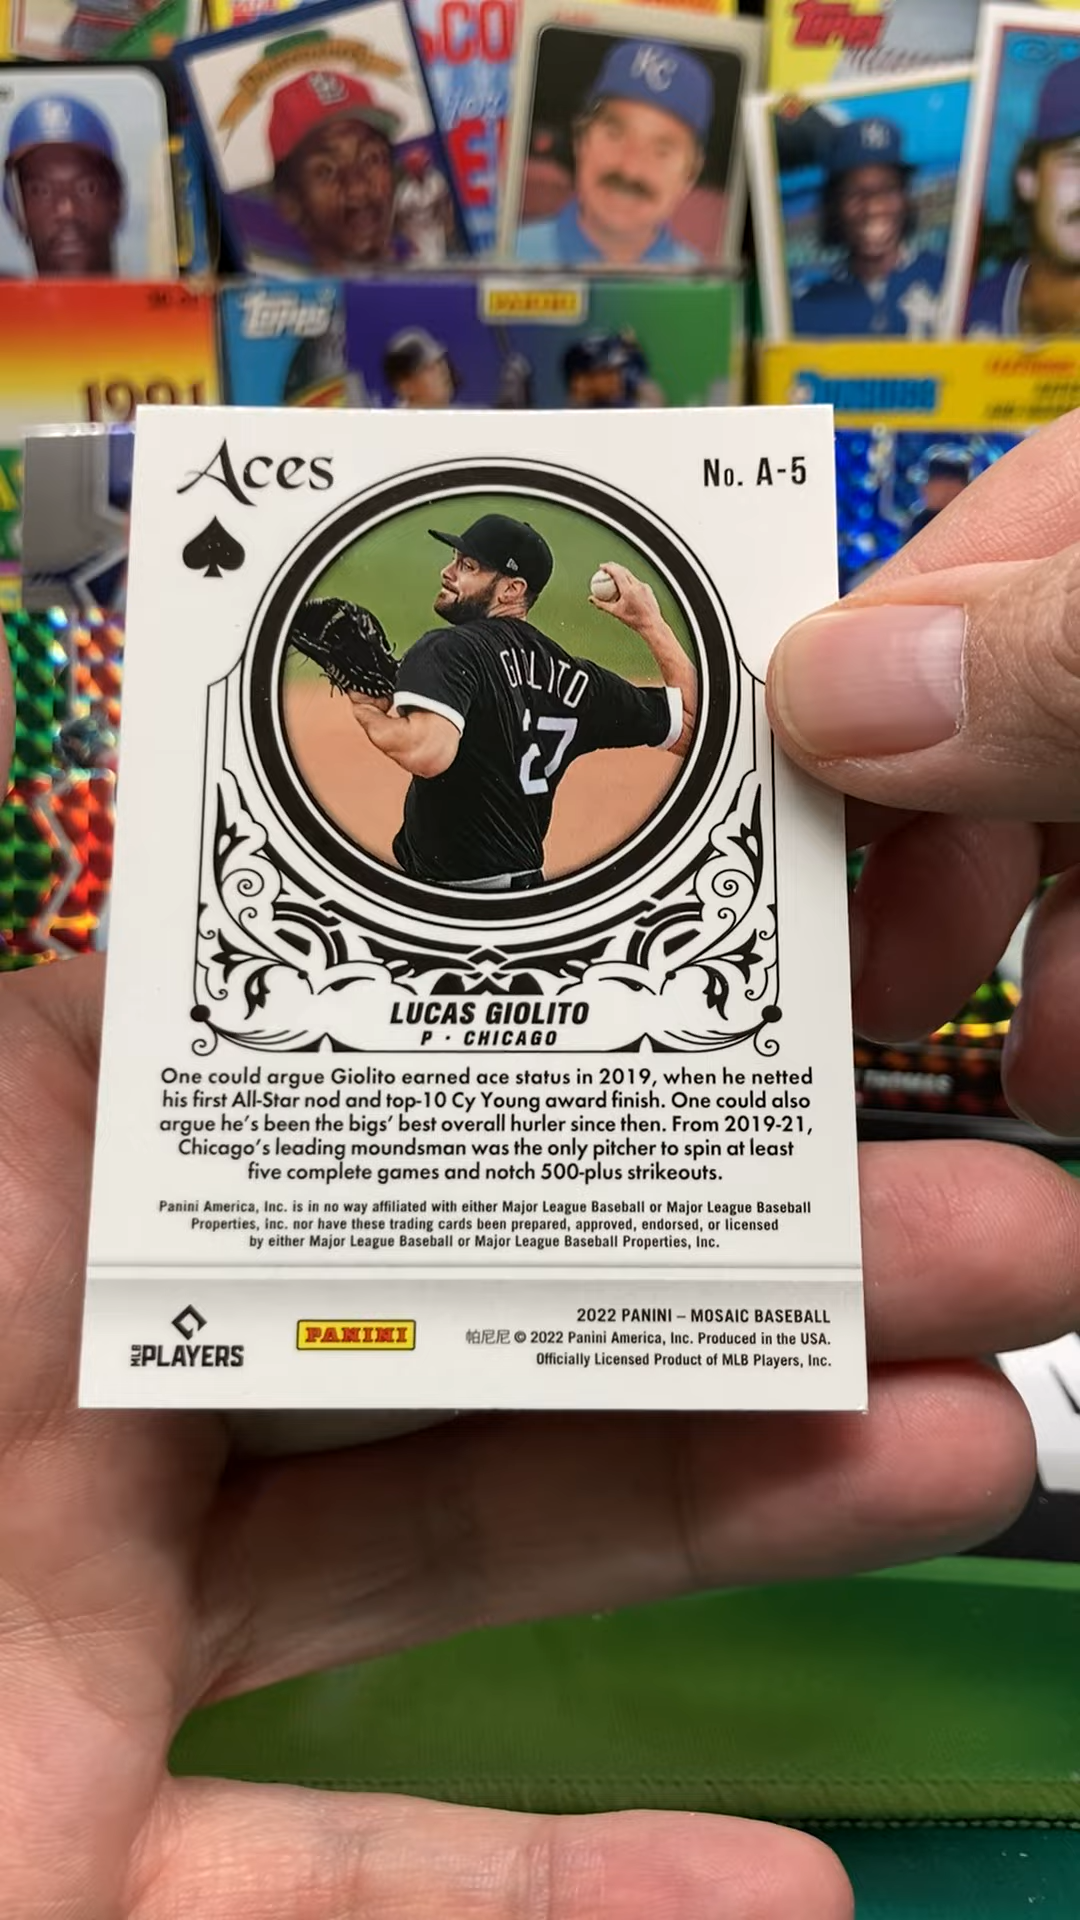 Topps
Topps
PANINI
1991
Aces
No. A-5
GIOLITO
27
LUCAS GIOLITO
P · CHICAGO
One could argue Giolito earned ace status in 2019, when he netted
his first All-Star nod and top-10 Cy Young award finish. One could also
argue he's been the bigs' best overall hurler since then. From 2019-21,
Chicago's leading moundsman was the only pitcher to spin at least
five complete games and notch 500-plus strikeouts.
Panini America, Inc. is in no way affiliated with either Major League Baseball or Major League Baseball
Properties, Inc. nor have these trading cards been prepared, approved, endorsed, or licensed
by either Major League Baseball or Major League Baseball Properties, Inc.
MLB PLAYERS
PANINI
2022 PANINI – MOSAIC BASEBALL
帕尼尼 © 2022 Panini America, Inc. Produced in the USA.
Officially Licensed Product of MLB Players, Inc.